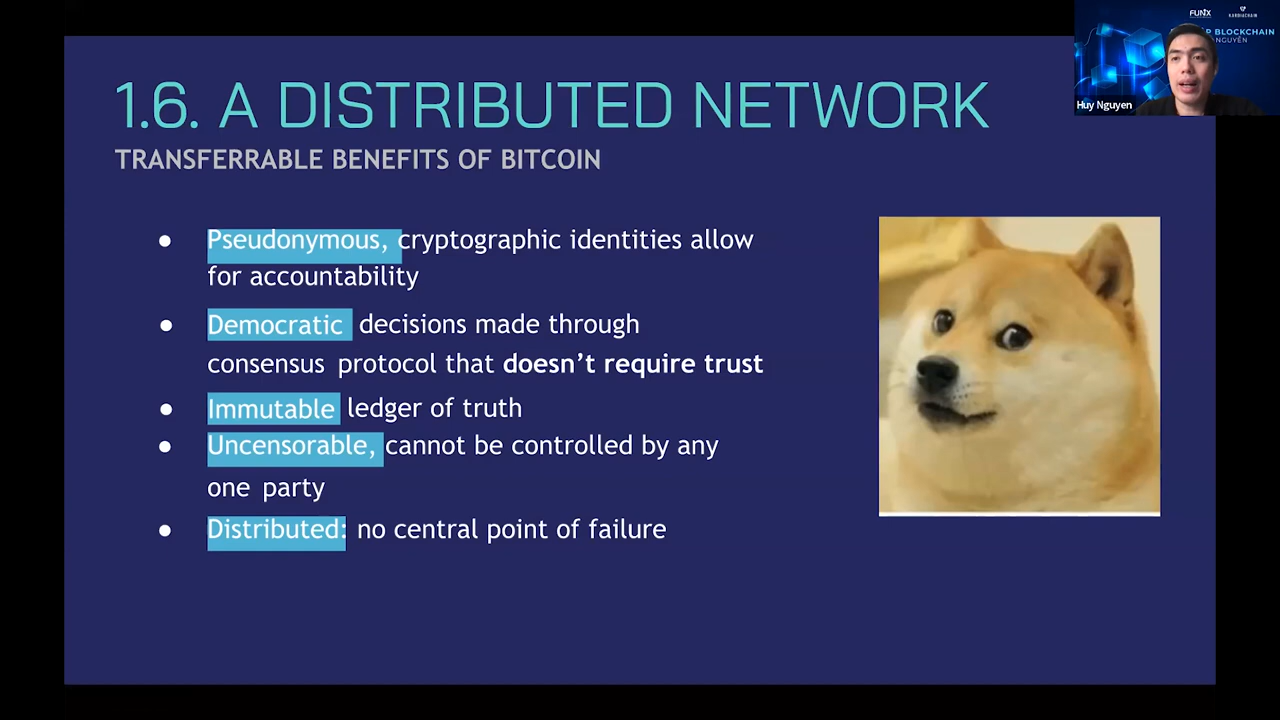 1.6. A DISTRIBUTED NETWORK
TRANSFERRABLE BENEFITS OF BITCOIN
● Pseudonymous, cryptographic identities allow
for accountability
● Democratic decisions made through
consensus protocol that doesn't require trust
● Immutable ledger of truth
● Uncensorable, cannot be controlled by any
one party
● Distributed: no central point of failure
FUNiX
KARDIACHAIN
BLOCKCHAIN
NGUYÊN
Huy Nguyen